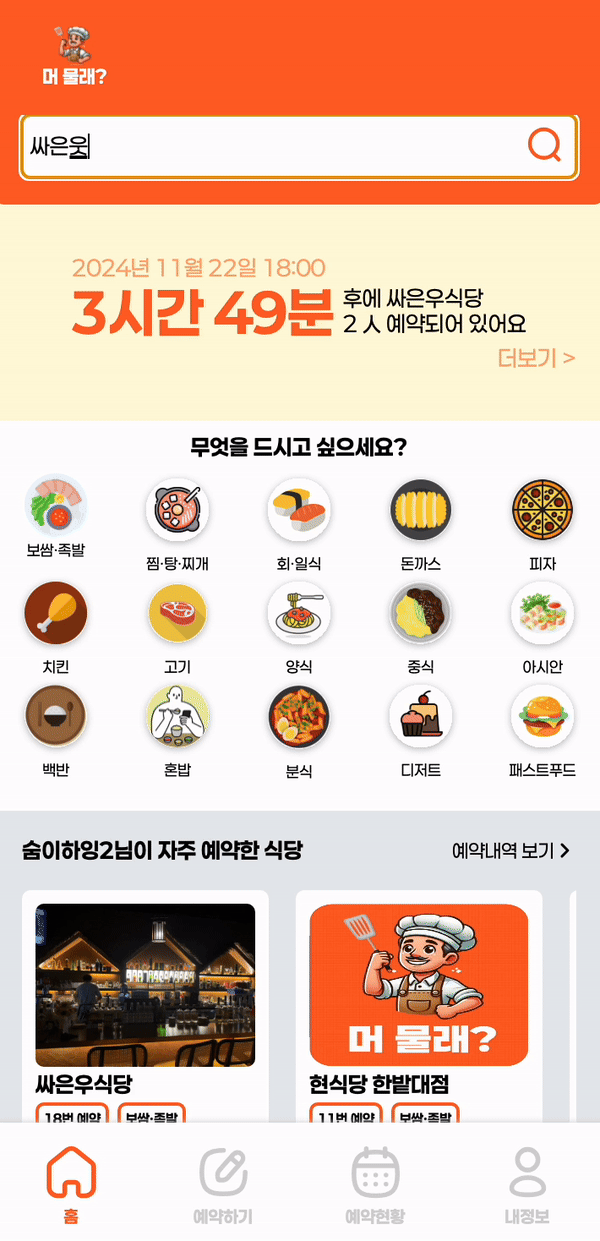 머 물래?
싸은웃
2024년 11월 22일 18:00
3시간 49분
후에 싸은우식당
2 人 예약되어 있어요
더보기 >
무엇을 드시고 싶으세요?
보쌈·족발
찜·탕·찌개
회·일식
돈까스
피자
치킨
고기
양식
중식
아시안
백반
혼밥
분식
디저트
패스트푸드
숨이하잉2님이 자주 예약한 식당
예약내역 보기
머 물래?
싸은우식당
현식당 한밭대점
18번 예약
보쌈·족발
11번 예약
보쌈·족발
홈
예약하기
예약현황
내정보